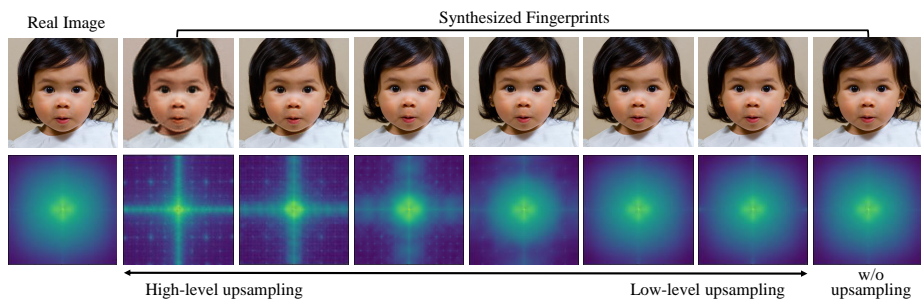 Real Image
Synthesized Fingerprints
High-level upsampling
Low-level upsampling
w/o
upsampling